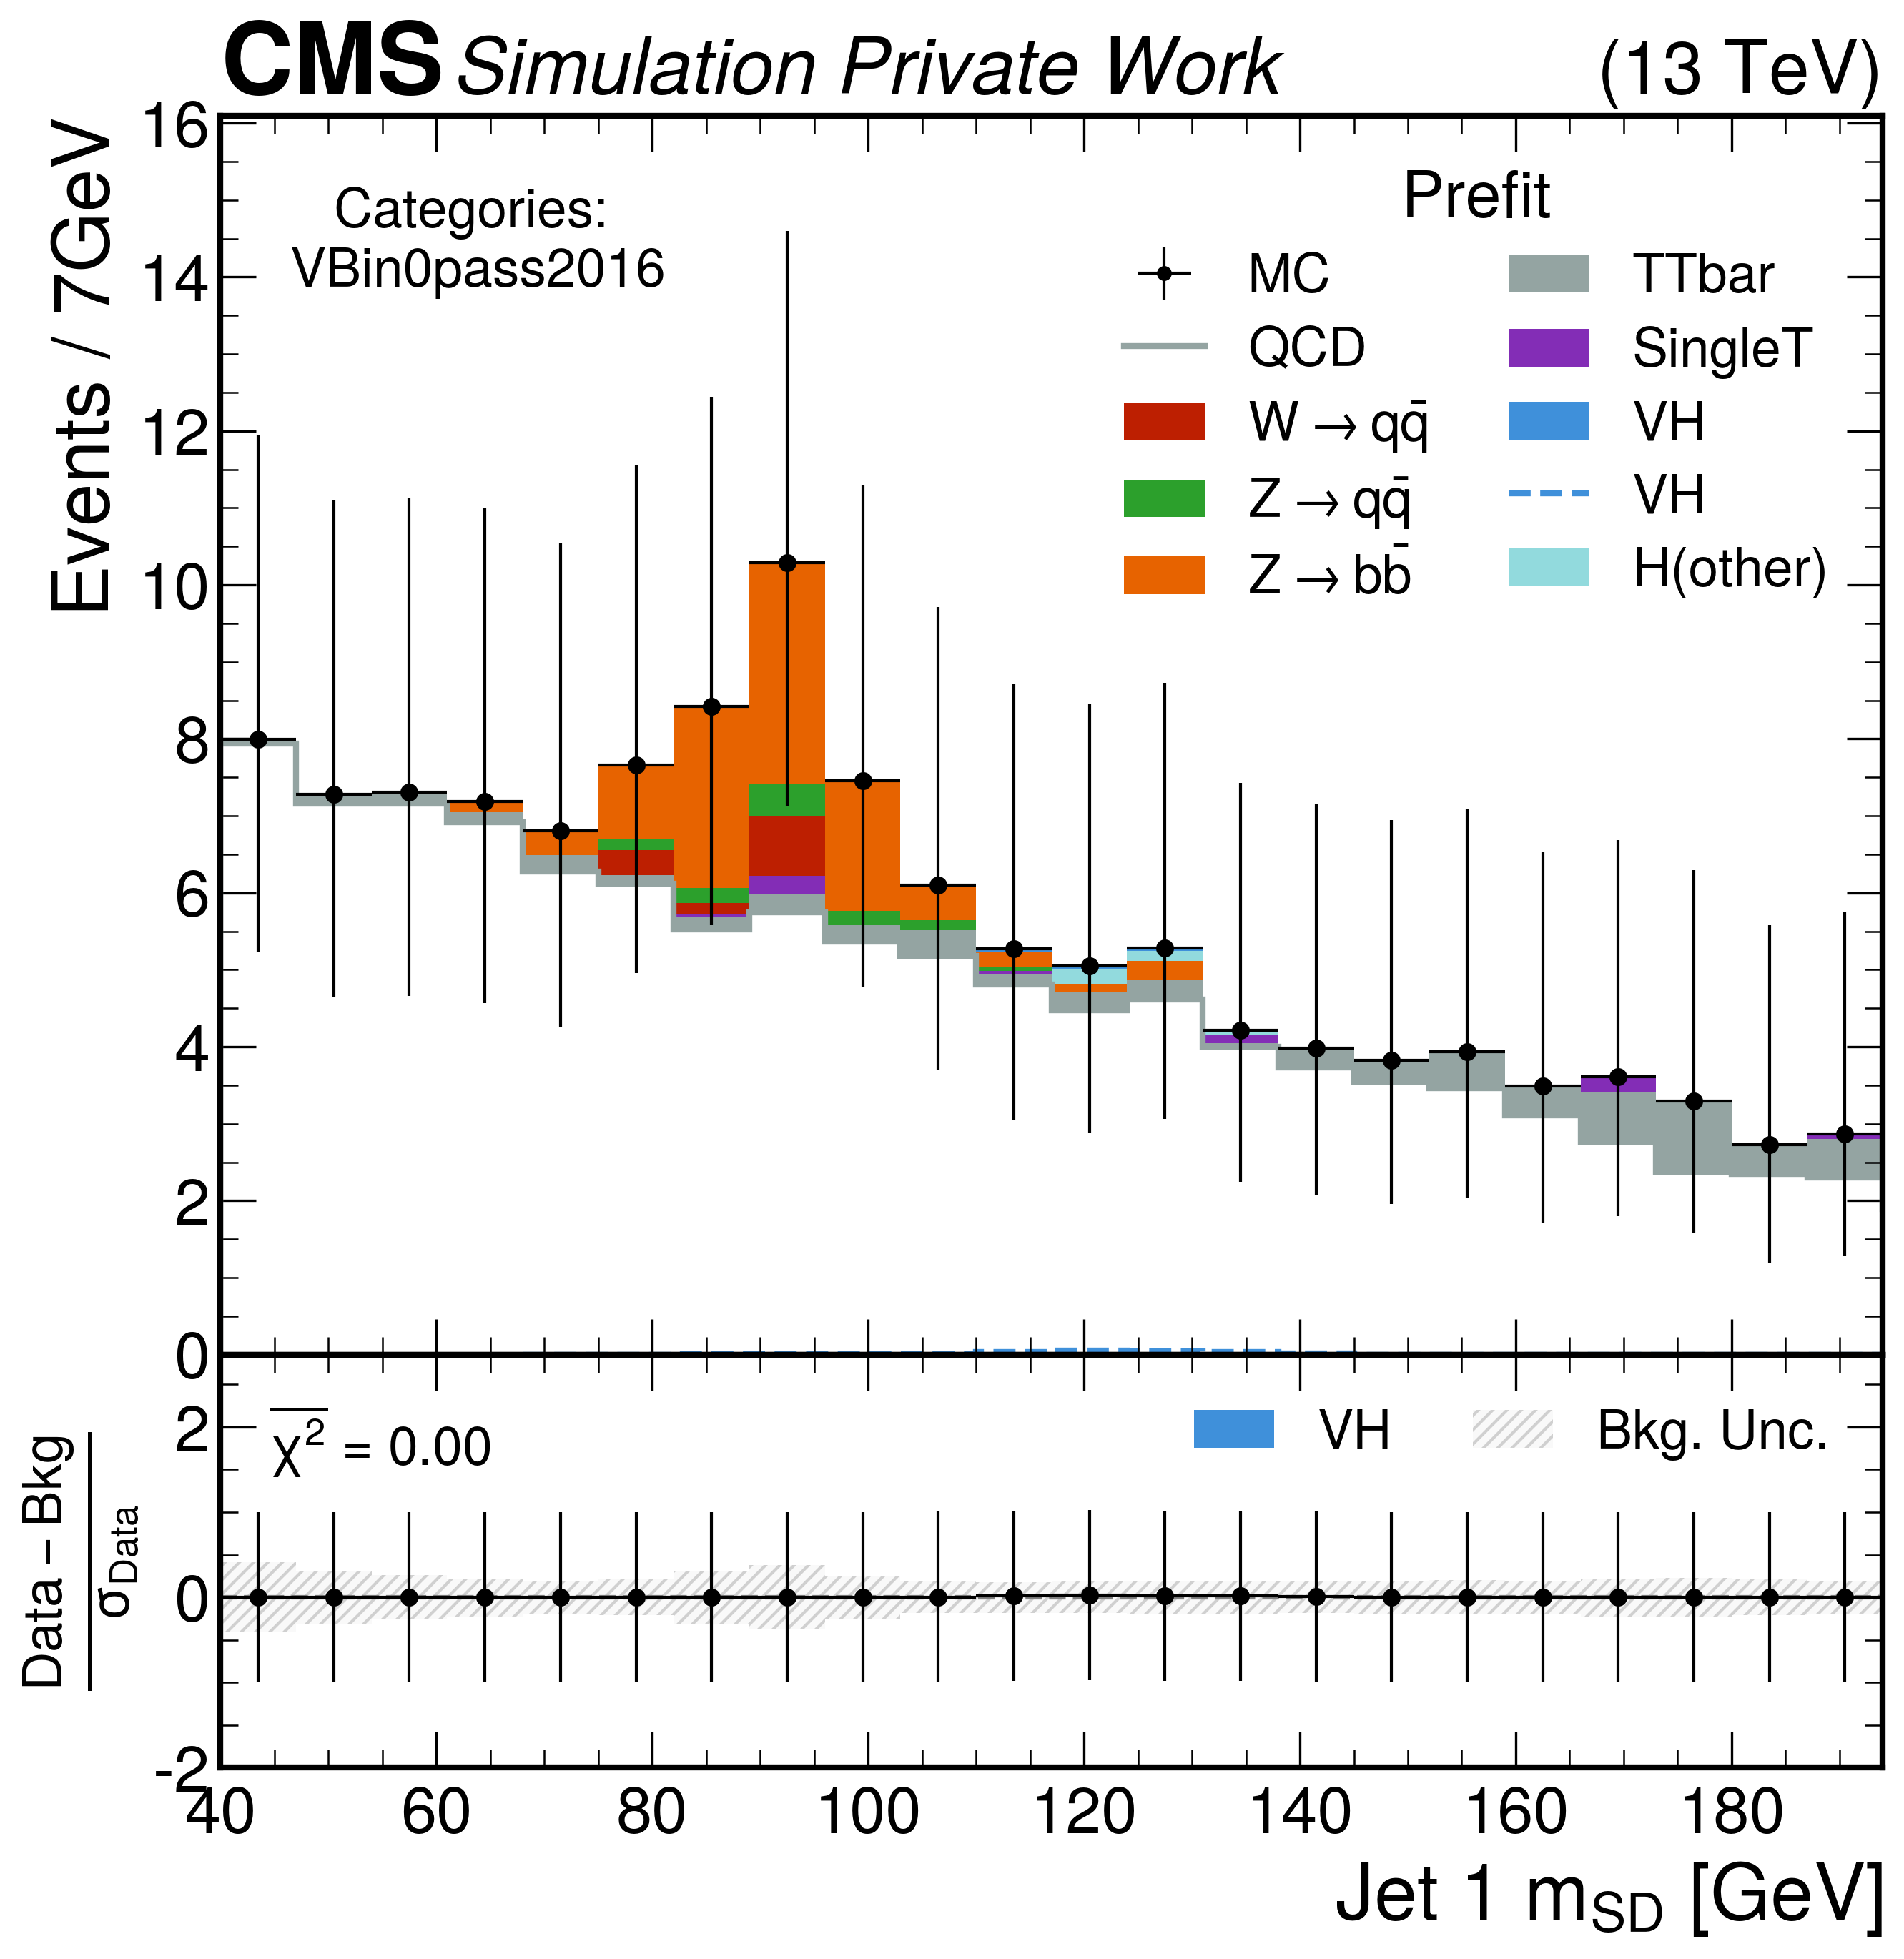 CMS Simulation Private Work (13 TeV)
Events / 7GeV
16
14
12
10
8
6
4
2
0
Categories:
VBin0pass2016
Prefit
MC
QCD
W → qq̄
Z → qq̄
Z → bb̄
TTbar
SingleT
VH
VH
H(other)
Data − Bkg
σData
2
0
-2
χ² = 0.00
VH
Bkg. Unc.
40 60 80 100 120 140 160 180
Jet 1 mSD [GeV]